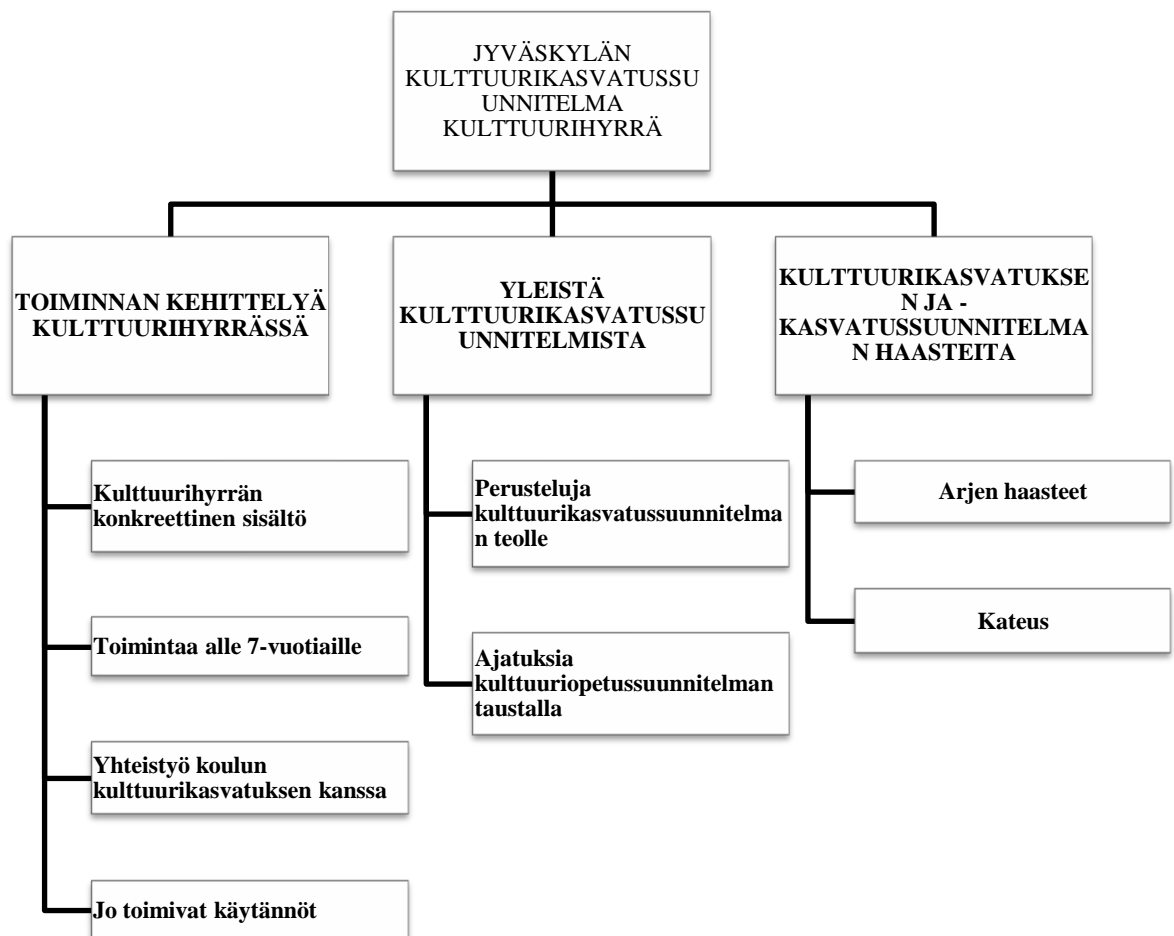 JYVÄSKYLÄN
KULTTUURIKASVATUSSU
UNNITELMA
KULTTUURIHYRRÄ
TOIMINNAN KEHITTELYÄ
KULTTUURIHYRRÄSSÄ
Kulttuurihyrrän
konkreettinen sisältö
Toimintaa alle 7-vuotiaille
Yhteistyö koulun
kulttuurikasvatuksen kanssa
Jo toimivat käytännöt
YLEISTÄ
KULTTUURIKASVATUSSU
UNNITELMISTA
Perusteluja
kulttuurikasvatussuunnitelma
n teolle
Ajatuksia
kulttuuriopetussuunnitelman
taustalla
KULTTUURIKASVATUKSE
N JA -
KASVATUSSUUNNITELMA
N HAASTEITA
Arjen haasteet
Kateus